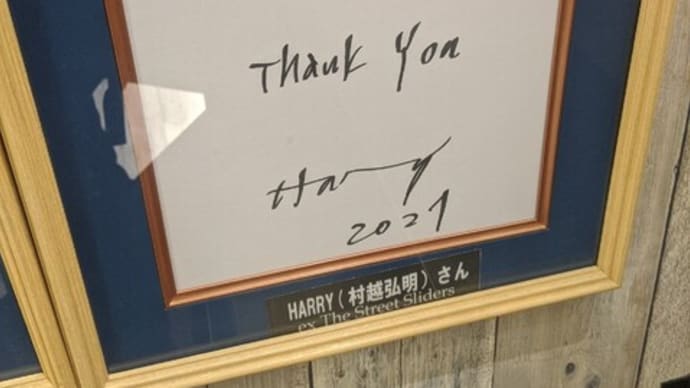 Thank You
Harry
2021
HARRY(村越弘明)さん
ex The Street Sliders